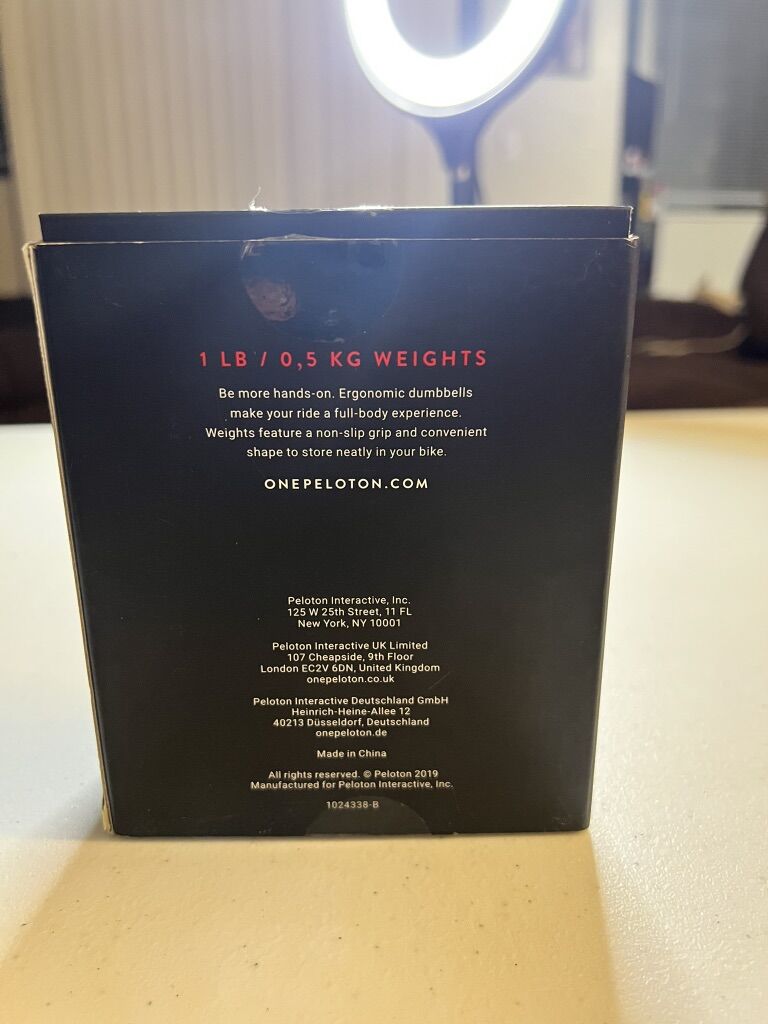 1 LB / 0,5 KG WEIGHTS
Be more hands-on. Ergonomic dumbbells
make your ride a full-body experience.
Weights feature a non-slip grip and convenient
shape to store neatly in your bike.
ONEPELOTON.COM
Peloton Interactive, Inc.
125 W 25th Street, 11 FL
New York, NY 10001
Peloton Interactive UK Limited
107 Cheapside, 9th Floor
London EC2V 6DN, United Kingdom
onepeloton.co.uk
Peloton Interactive Deutschland GmbH
Heinrich-Heine-Allee 12
40213 Düsseldorf, Deutschland
onepeloton.de
Made in China
All rights reserved. © Peloton 2019
Manufactured for Peloton Interactive, Inc.
1024338-B